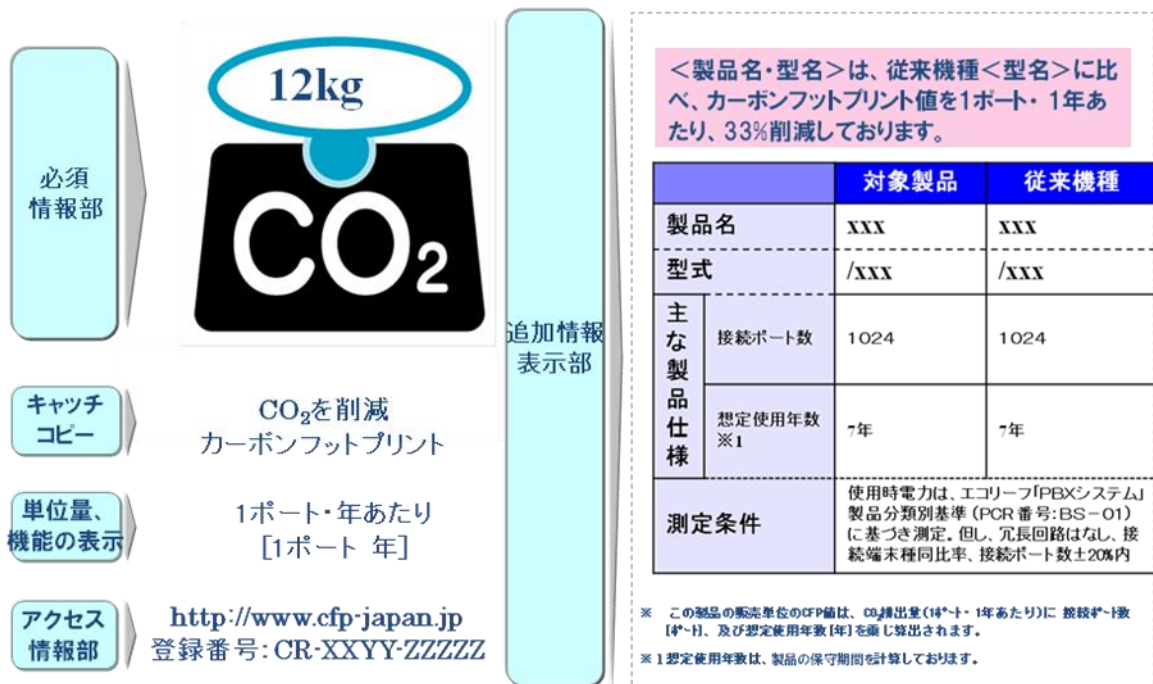 必須
情報部
12kg
CO2
キャッチ
コピー
CO₂を削減
カーボンフットプリント
単位量、
機能の表示
1ポート・年あたり
[1ポート 年]
アクセス
情報部
http://www.cfp-japan.jp
登録番号：CR-XXYY-ZZZZZ
追加情報
表示部
＜製品名・型名＞は、従来機種＜型名＞に比
べ、カーボンフットプリント値を1ポート・ 1年あ
たり、33%削減しております。
対象製品 従来機種
製品名 xxx xxx
型式 /xxx /xxx
主な製品仕様
接続ポート数 1024 1024
想定使用年数
※1 7年 7年
測定条件
使用時電力は、エコリーフ「PBXシステム」
製品分類別基準（PCR番号：BS－01）
に基づき測定。但し、冗長回路はなし、接
続端末種同比率、接続ポート数±20%内
※ この製品の販売単位のCFP値は、CO₂排出量（1ﾎﾟｰﾄ・1年あたり）に 接続ﾎﾟｰﾄ数
[ﾎﾟｰﾄ]、及び想定使用年数[年]を乗じ算出されます。
※1想定使用年数は、製品の保守期間を計算しております。